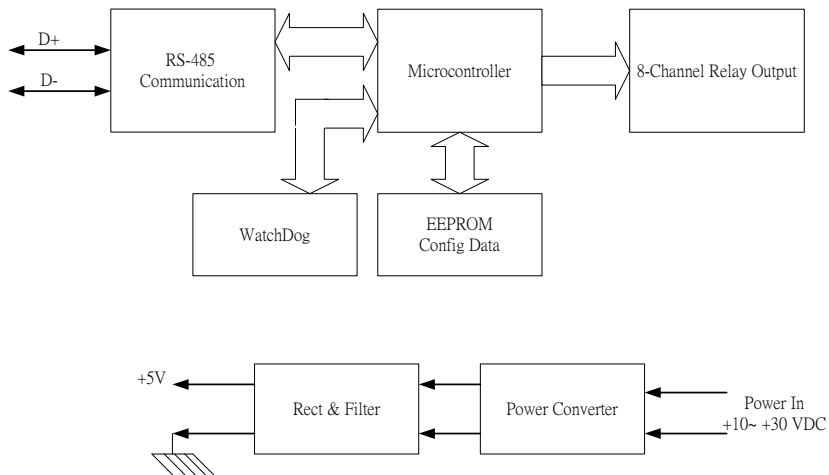 D+
D-
RS-485
Communication
Microcontroller
8-Channel Relay Output
WatchDog
EEPROM
Config Data
+5V
Rect & Filter
Power Converter
Power In
+10~ +30 VDC